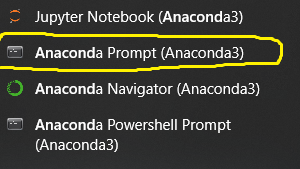 Jupyter Notebook (Anaconda3)
Anaconda Prompt (Anaconda3)
Anaconda Navigator (Anaconda3)
Anaconda Powershell Prompt
(Anaconda3)